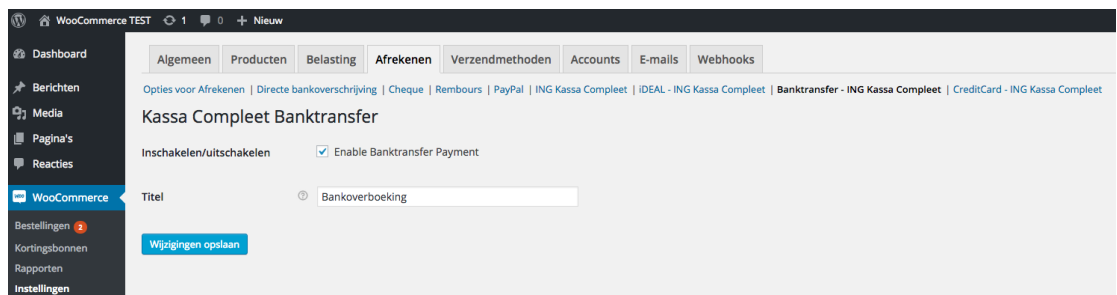 WooCommerce TEST 1 0 + Nieuw
Dashboard
Berichten
Media
Pagina's
Reacties
WooCommerce
Bestellingen 2
Kortingsbonnen
Rapporten
Instellingen
Algemeen Producten Belasting Afrekenen Verzendmethoden Accounts E-mails Webhooks
Opties voor Afrekenen | Directe bankoverschrijving | Cheque | Rembours | PayPal | ING Kassa Compleet | iDEAL - ING Kassa Compleet | Banktransfer - ING Kassa Compleet | CreditCard - ING Kassa Compleet
Kassa Compleet Banktransfer
Inschakelen/uitschakelen Enable Banktransfer Payment
Titel ? Bankoverboeking
Wijzigingen opslaan